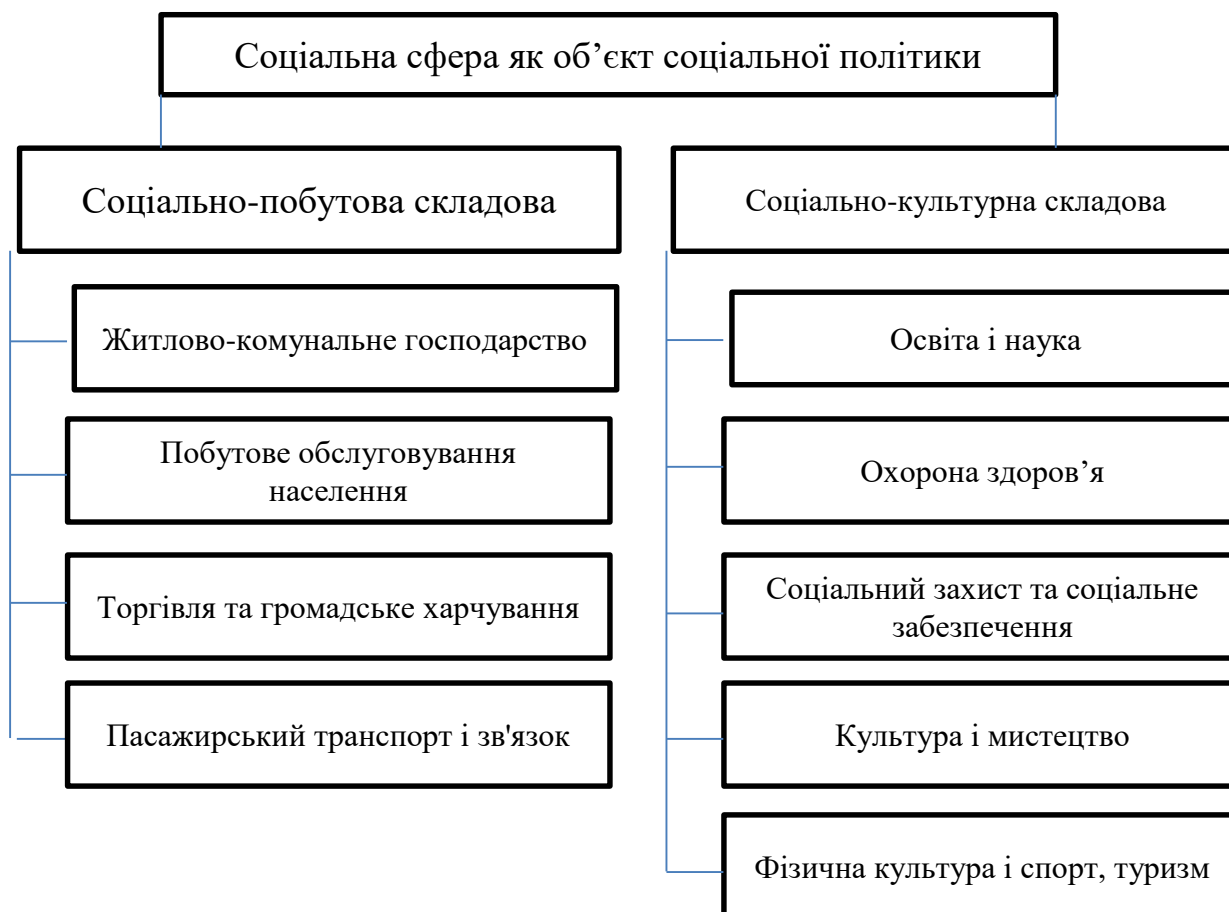 Соціальна сфера як об’єкт соціальної політики
Соціально-побутова складова
Житлово-комунальне господарство
Побутове обслуговування
населення
Торгівля та громадське харчування
Пасажирський транспорт і зв'язок
Соціально-культурна складова
Освіта і наука
Охорона здоров’я
Соціальний захист та соціальне
забезпечення
Культура і мистецтво
Фізична культура і спорт, туризм